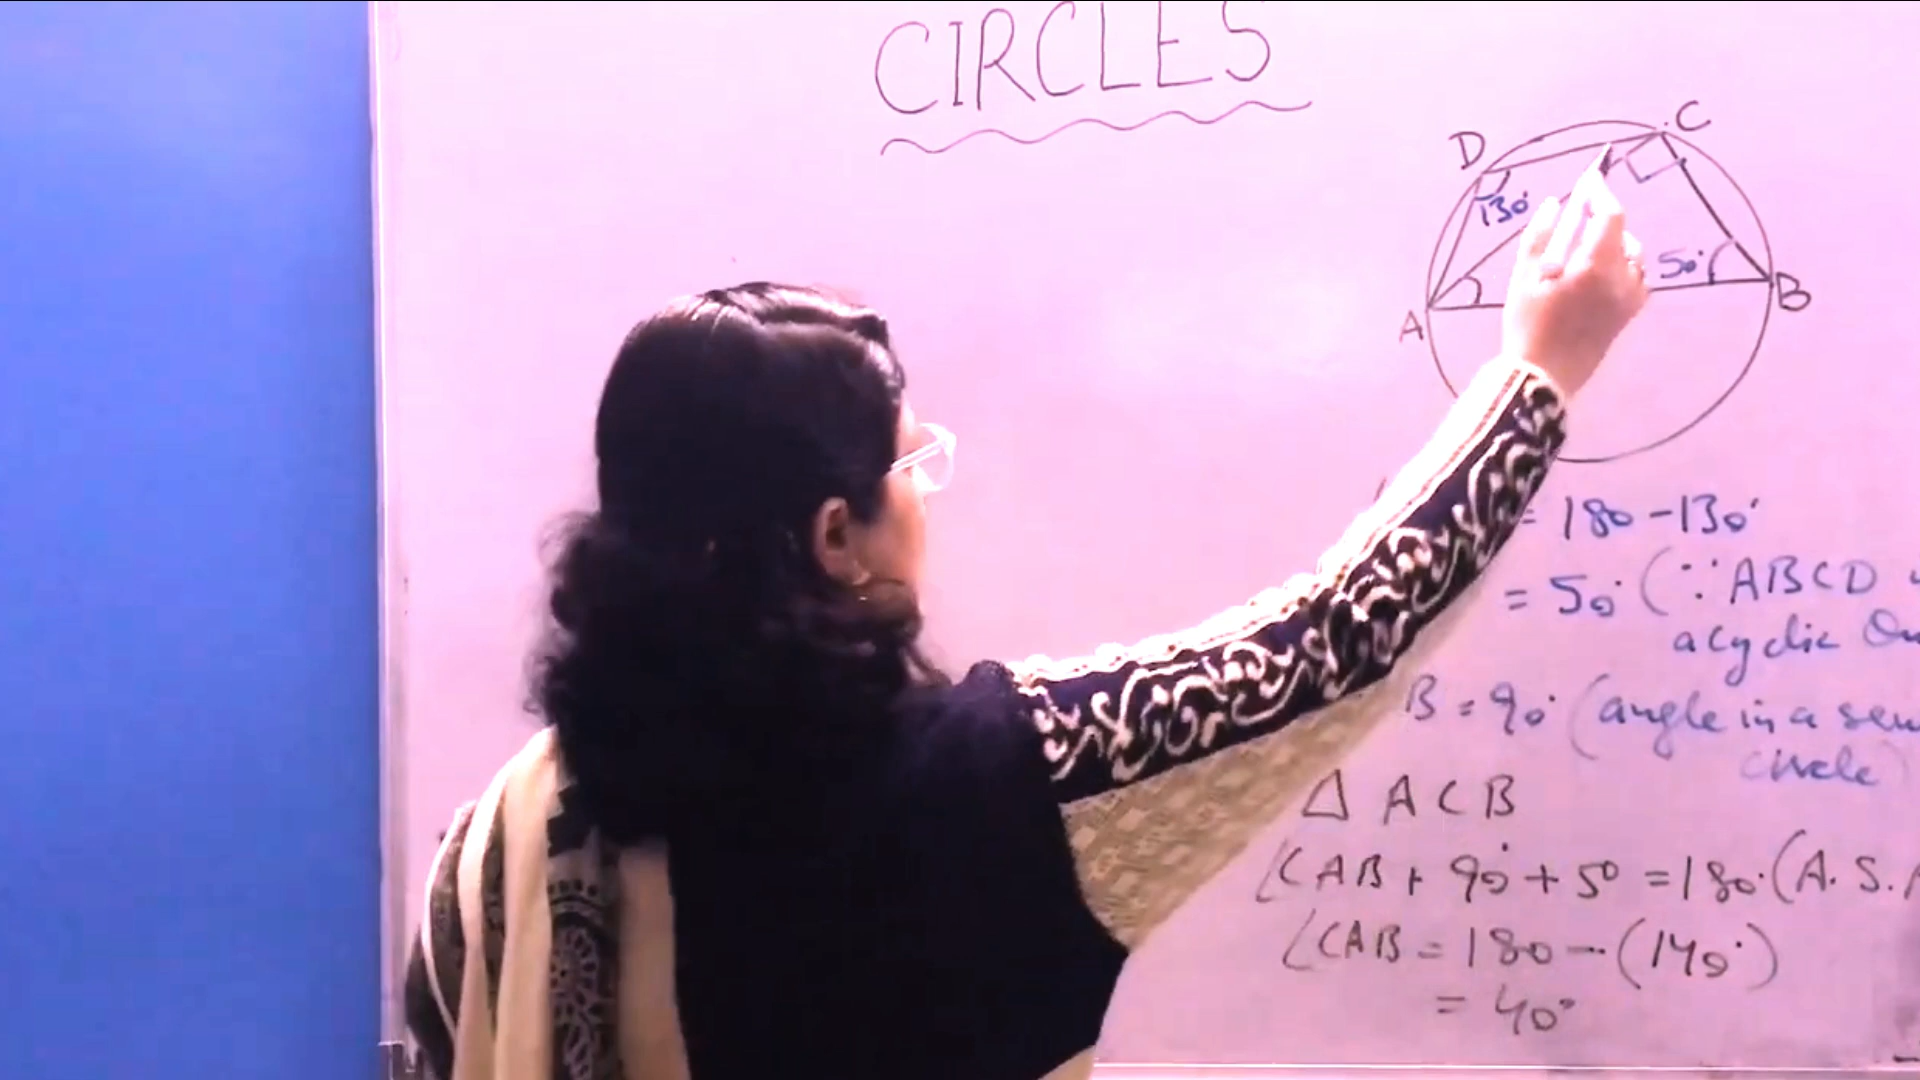 CIRCLES
D
C
130°
50°
A
B
= 180 - 130°
= 50° (∵ ABCD
a cyclic
B = 90° (angle in a
circle)
△ ACB
∠CAB + 90° + 50 = 180° (A. S.
∠CAB = 180 - (140°)
= 40°